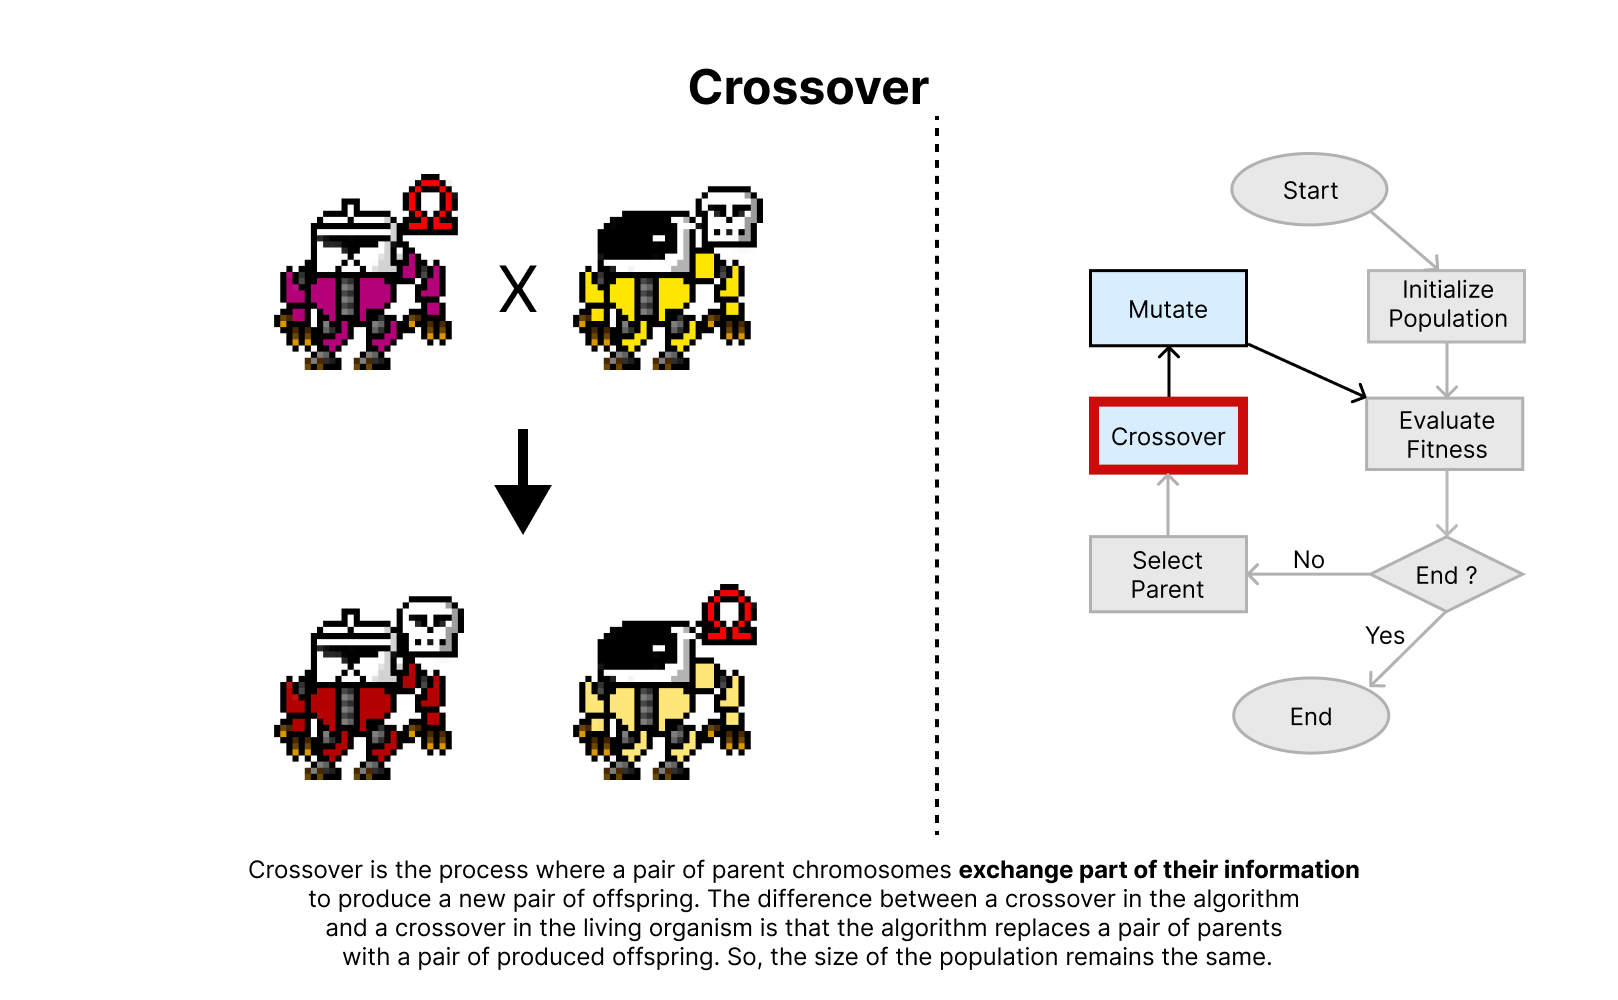 Crossover
Ω
X
Ω
Start
Mutate
Initialize
Population
Crossover
Evaluate
Fitness
Select
Parent
No
End ?
Yes
End
Crossover is the process where a pair of parent chromosomes exchange part of their information
to produce a new pair of offspring. The difference between a crossover in the algorithm
and a crossover in the living organism is that the algorithm replaces a pair of parents
with a pair of produced offspring. So, the size of the population remains the same.